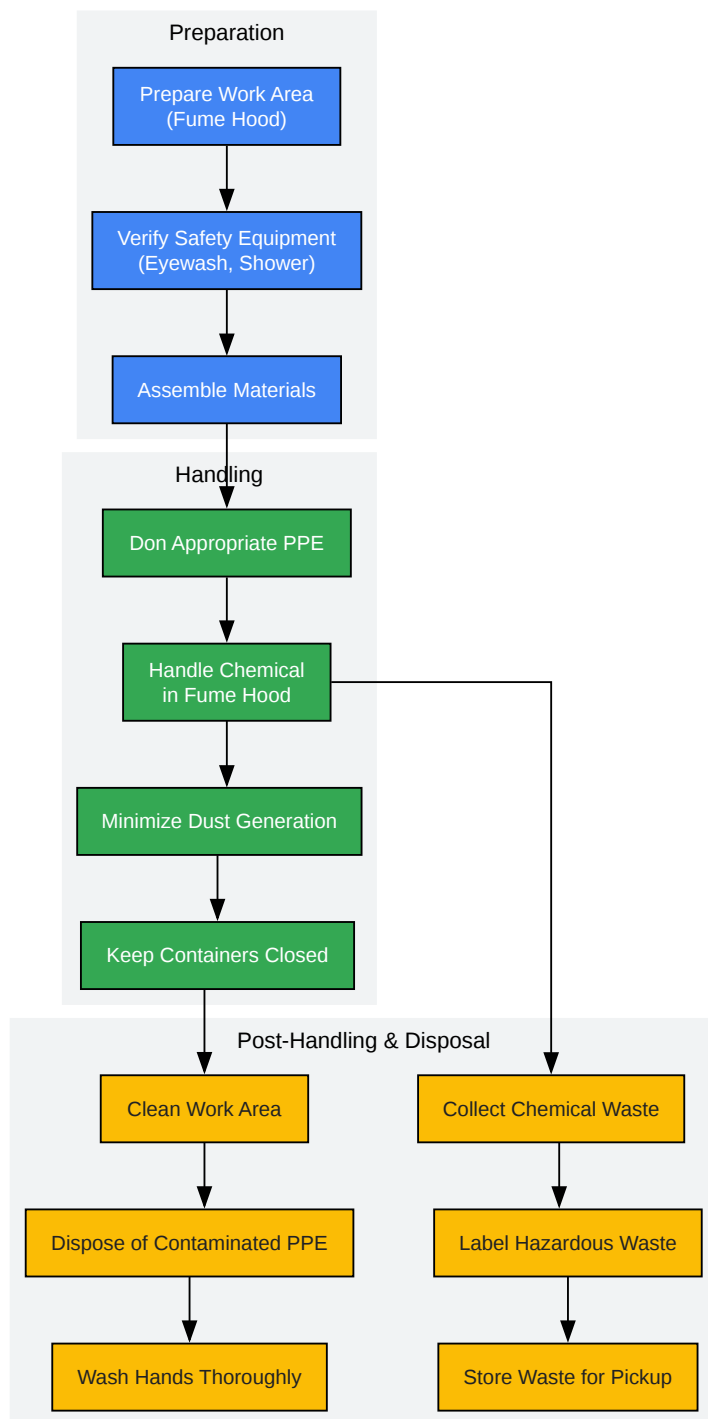 Preparation
Prepare Work Area
(Fume Hood)
Verify Safety Equipment
(Eyewash, Shower)
Assemble Materials
Handling
Don Appropriate PPE
Handle Chemical
in Fume Hood
Minimize Dust Generation
Keep Containers Closed
Post-Handling & Disposal
Clean Work Area
Collect Chemical Waste
Dispose of Contaminated PPE
Label Hazardous Waste
Wash Hands Thoroughly
Store Waste for Pickup